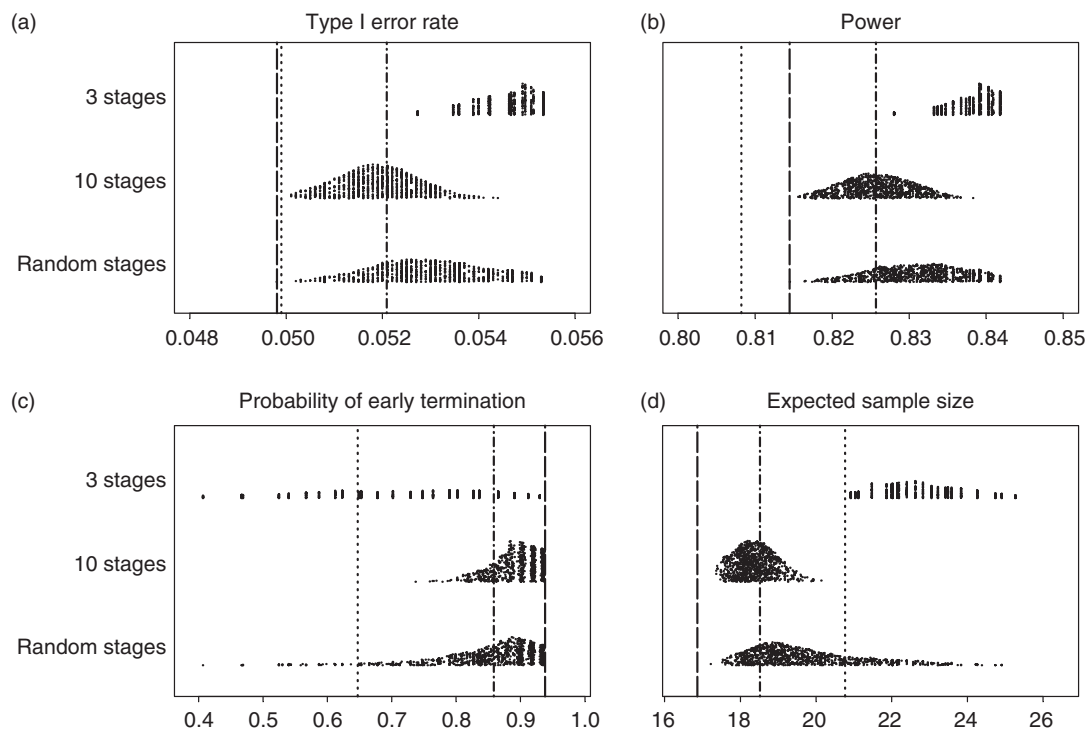 (a) Type I error rate
3 stages
10 stages
Random stages
0.048 0.050 0.052 0.054 0.056
(b) Power
0.80 0.81 0.82 0.83 0.84 0.85
(c) Probability of early termination
3 stages
10 stages
Random stages
0.4 0.5 0.6 0.7 0.8 0.9 1.0
(d) Expected sample size
16 18 20 22 24 26